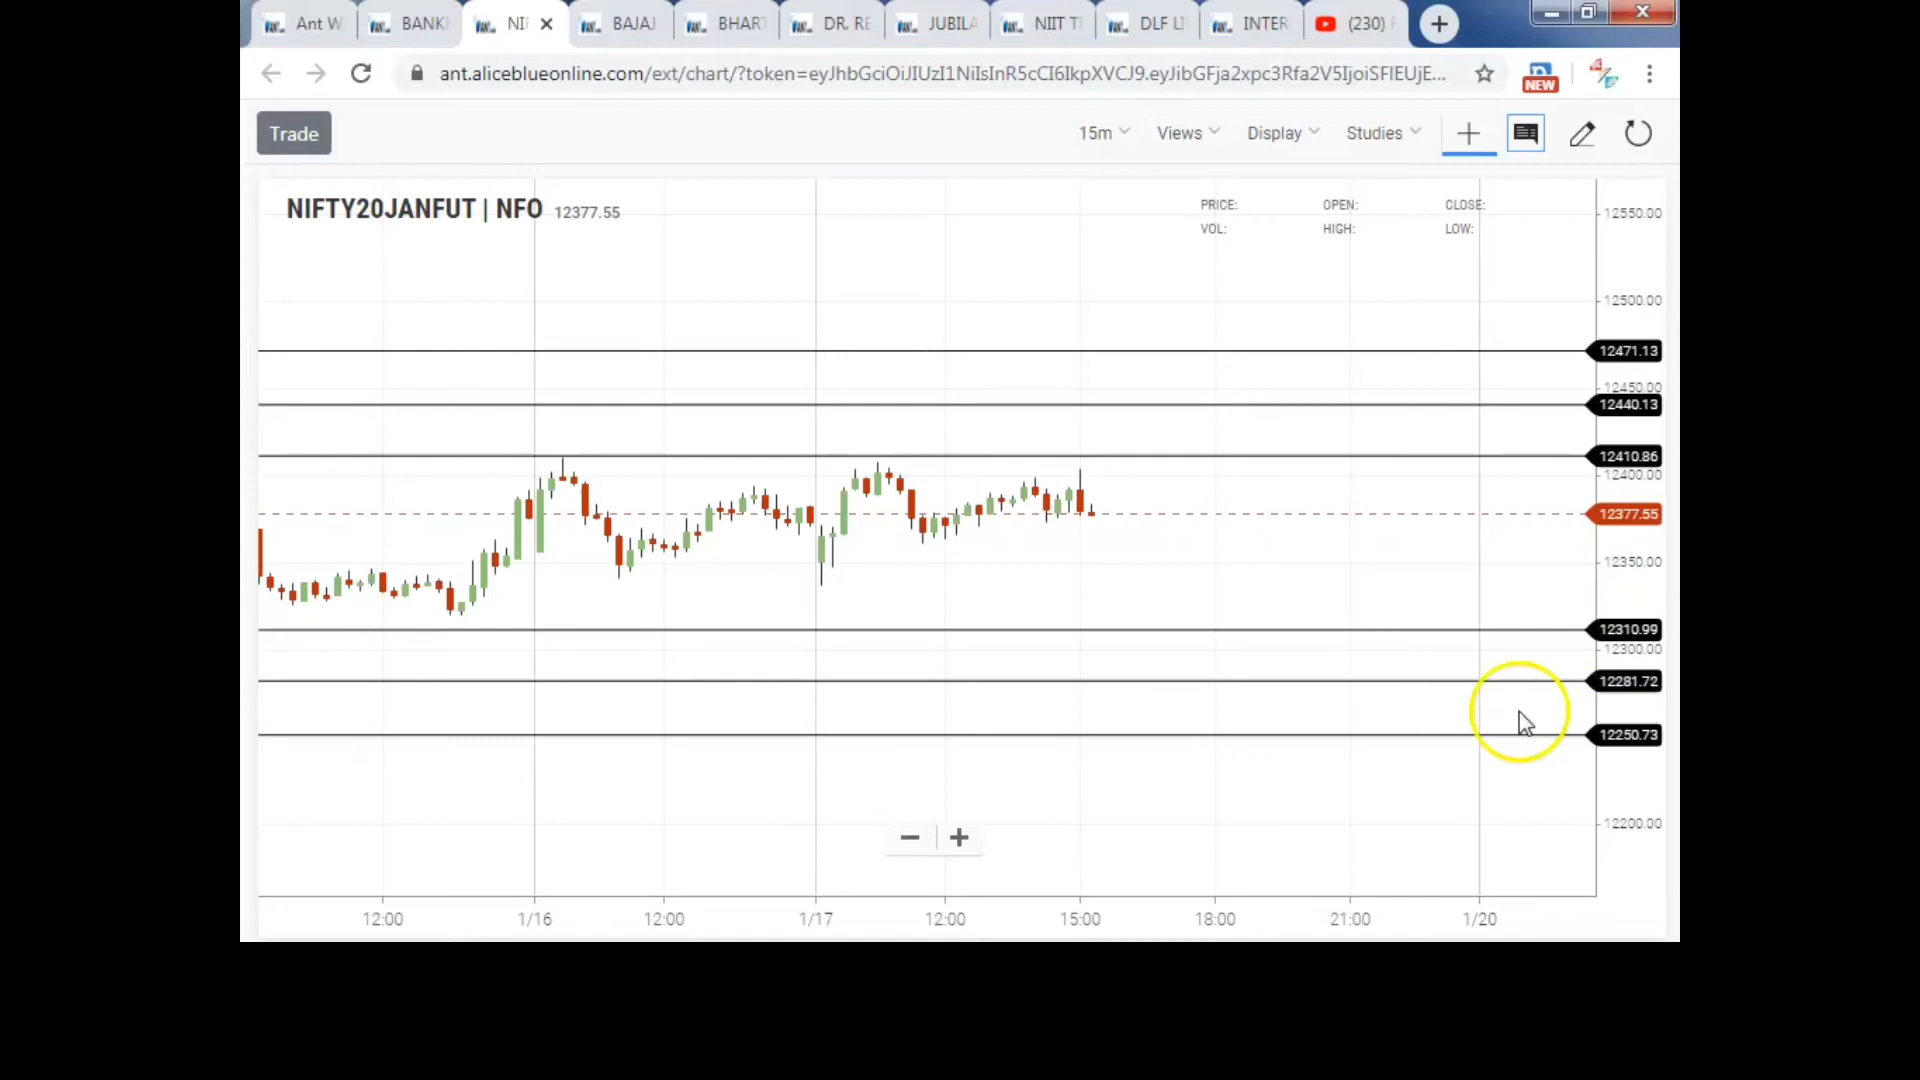 Ant W
BANK
NI
BAJAJ
BHART
DR. RE
JUBILA
NIIT T
DLF LI
INTER
(230)
ant.aliceblueonline.com/ext/chart/?token=eyJhbGciOiJIUzI1NiIsInR5cCI6IkpXVCJ9.eyJibGFja2xpc3Rfa2V5IjoiSFlEUjE...
NEW
Trade
15m
Views
Display
Studies
NIFTY20JANFUT | NFO 12377.55
PRICE: OPEN: CLOSE:
VOL: HIGH: LOW:
12550.00
12500.00
12471.13
12450.00
12440.13
12410.86
12400.00
12377.55
12350.00
12310.99
12300.00
12281.72
12250.73
12200.00
12:00 1/16 12:00 1/17 12:00 15:00 18:00 21:00 1/20